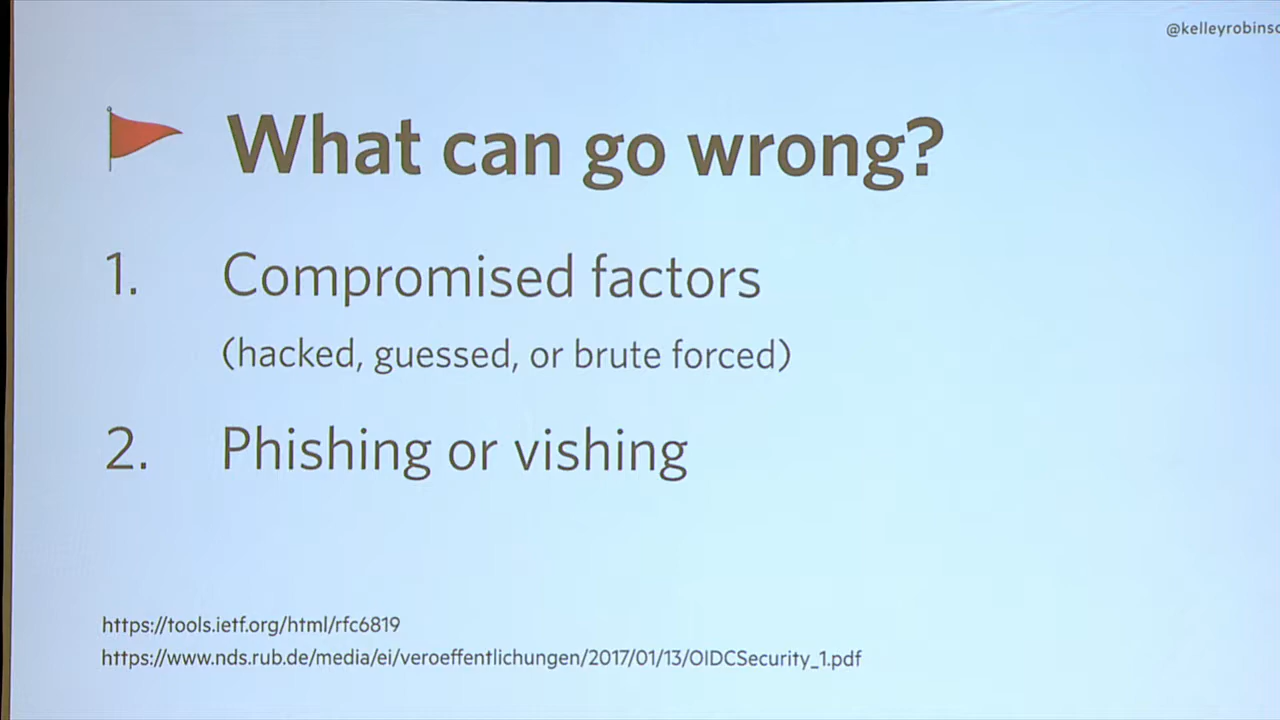 @kelleyrobinso
What can go wrong?
1. Compromised factors
(hacked, guessed, or brute forced)
2. Phishing or vishing
https://tools.ietf.org/html/rfc6819
https://www.nds.rub.de/media/ei/veroeffentlichungen/2017/01/13/OIDCSecurity_1.pdf